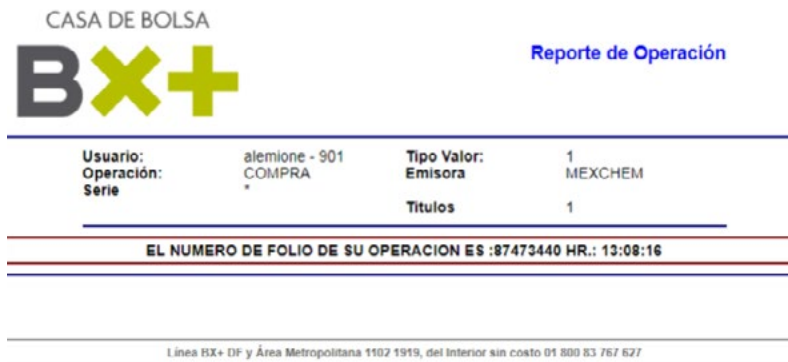 CASA DE BOLSA
BX+
Reporte de Operación
Usuario: alemione - 901 Tipo Valor: 1
Operación: COMPRA Emisora MEXCHEM
Serie *
Titulos 1
EL NUMERO DE FOLIO DE SU OPERACION ES :87473440 HR.: 13:08:16
Línea BX+ DF y Área Metropolitana 1102 1919, del Interior sin costo 01 800 83 767 627